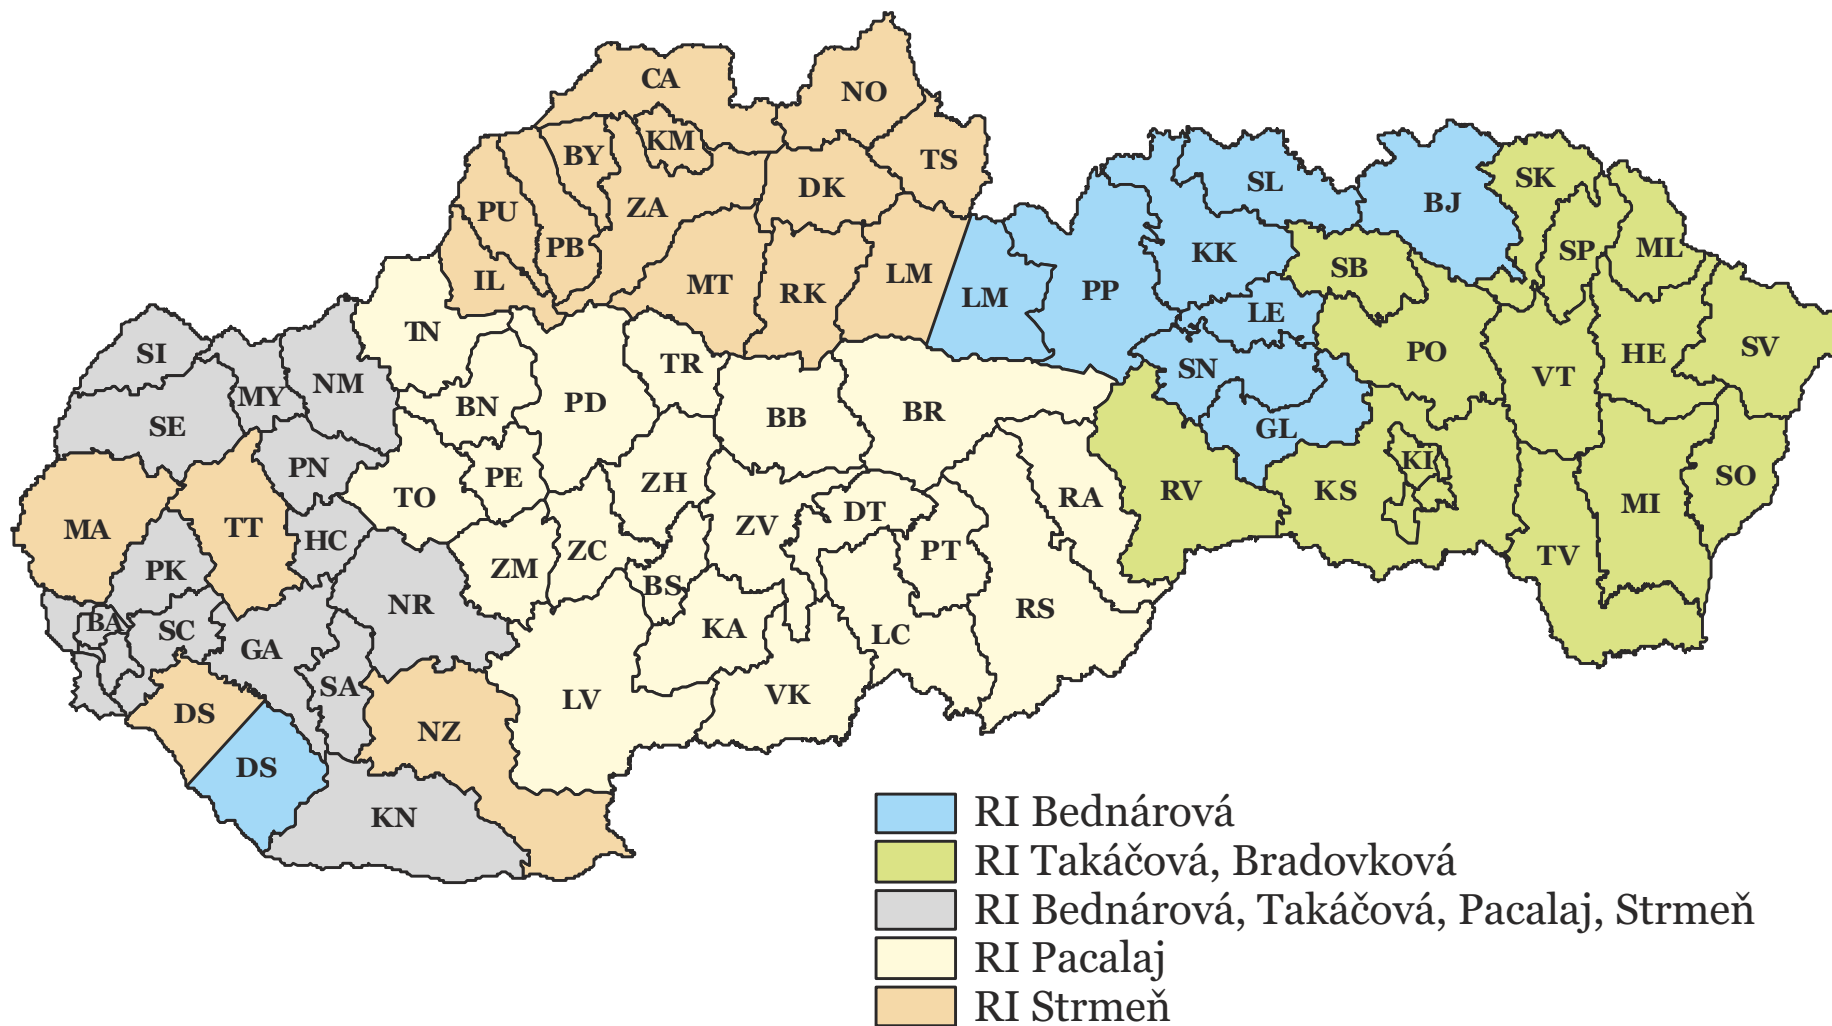 CA
NO
KM
BY
TS
DK
PU
ZA
PB
SL
SK
BJ
SP
ML
IL
MT
RK
LM
LM
PP
KK
SB
LE
TN
SI
NM
MY
TR
SN
PO
HE
SV
VT
BN
PD
BB
BR
SE
GL
PN
PE
TO
ZH
RA
RV
KS
KI
MI
SO
MA
TT
HC
DT
ZV
ZC
ZM
PT
TV
PK
BS
NR
BA
SC
GA
KA
LC
RS
SA
LV
VK
DS
NZ
DS
KN
RI Bednárová
RI Takáčová, Bradovková
RI Bednárová, Takáčová, Pacalaj, Strmeň
RI Pacalaj
RI Strmeň